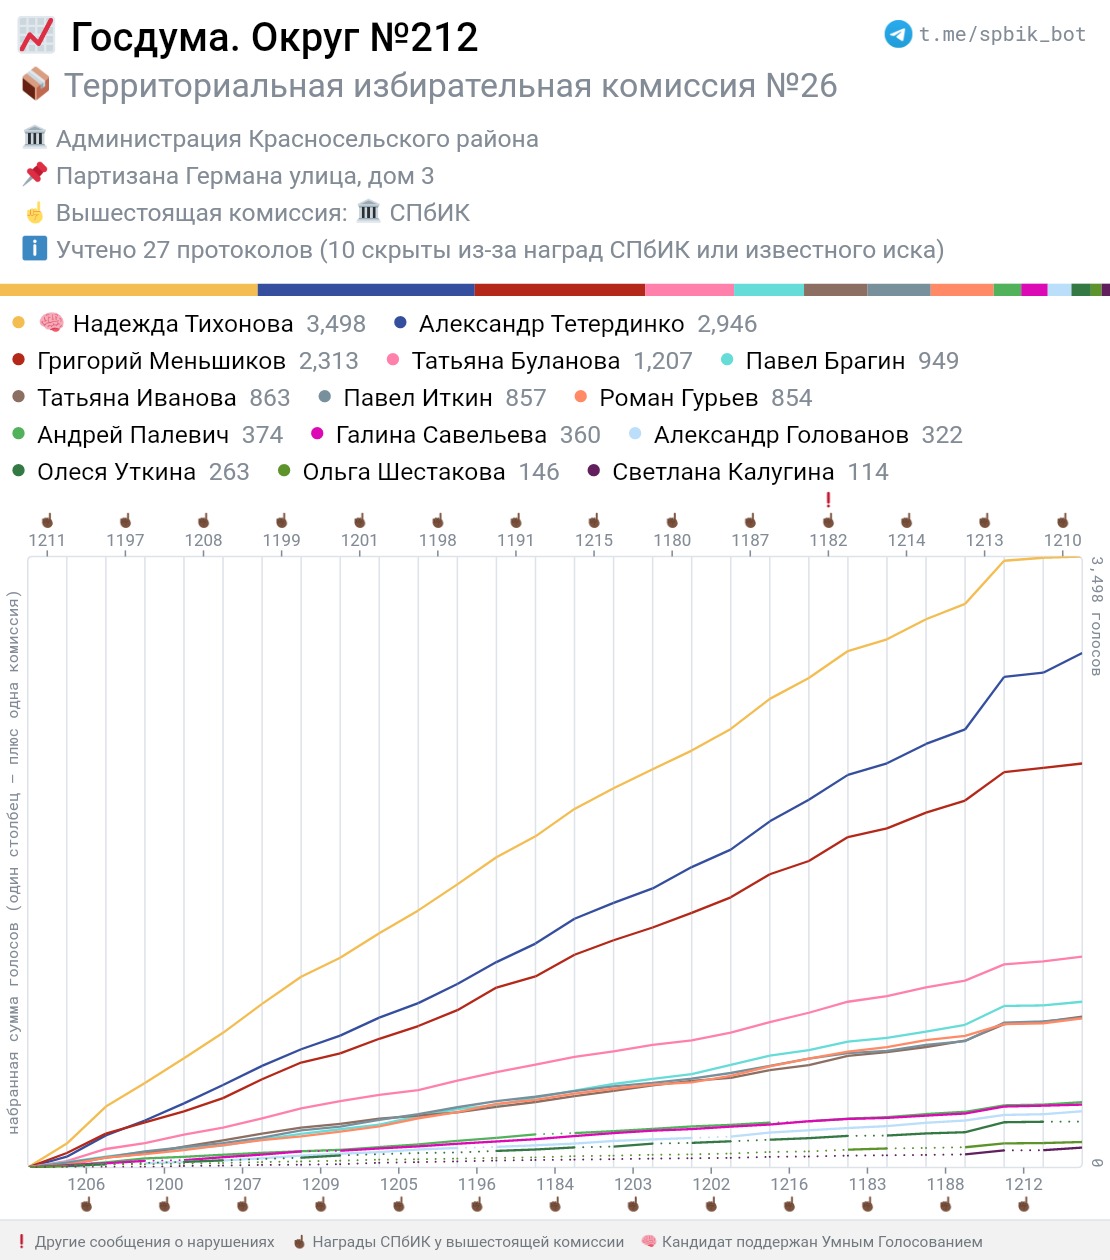 Госдума. Округ №212
t.me/spbik_bot
Территориальная избирательная комиссия №26
Администрация Красносельского района
Партизана Германа улица, дом 3
Вышестоящая комиссия: СПбИК
Учтено 27 протоколов (10 скрыты из-за наград СПбИК или известного иска)
Надежда Тихонова 3,498 Александр Тетердинко 2,946
Григорий Меньшиков 2,313 Татьяна Буланова 1,207 Павел Брагин 949
Татьяна Иванова 863 Павел Иткин 857 Роман Гурьев 854
Андрей Палевич 374 Галина Савельева 360 Александр Голованов 322
Олеся Уткина 263 Ольга Шестакова 146 Светлана Калугина 114
1211 1197 1208 1199 1201 1198 1191 1215 1180 1187 1182 1214 1213 1210
набранная сумма голосов (один столбец — плюс одна комиссия)
3,498 голосов
0
1206 1200 1207 1209 1205 1196 1184 1203 1202 1216 1183 1188 1212
Другие сообщения о нарушениях Награды СПбИК у вышестоящей комиссии Кандидат поддержан Умным Голосованием